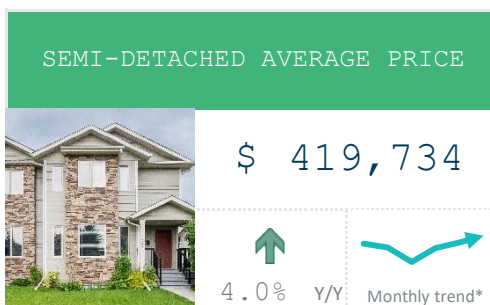 SEMI-DETACHED AVERAGE PRICE
$ 419,734
4.0% Y/Y
Monthly trend*